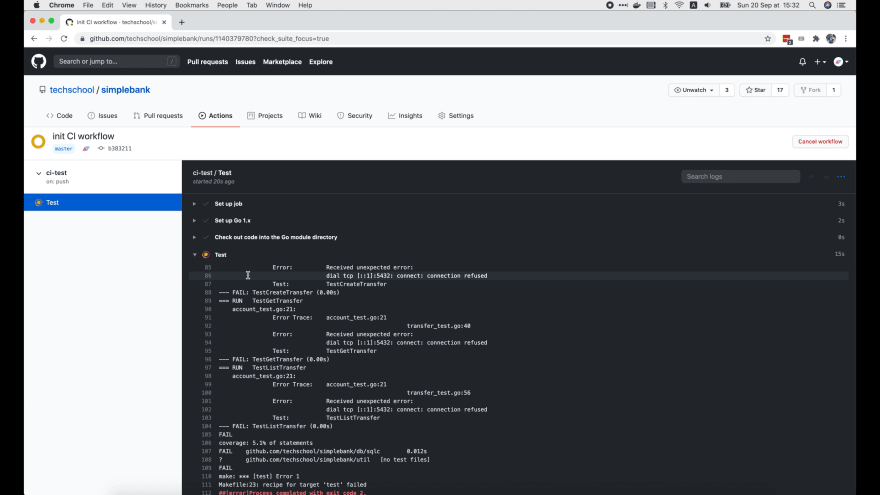 Chrome File Edit View History Bookmarks People Tab Window Help
Sun 20 Sep at 15:32
init CI workflow · techschool/s
github.com/techschool/simplebank/runs/1140379780?check_suite_focus=true
Search or jump to...
Pull requests Issues Marketplace Explore
techschool / simplebank
Unwatch 3 Star 17 Fork 1
Code Issues Pull requests Actions Projects Wiki Security Insights Settings
init CI workflow
master b383211
Cancel workflow
ci-test
on: push
Test
ci-test / Test
started 20s ago
Search logs
Set up job 3s
Set up Go 1.x 2s
Check out code into the Go module directory 0s
Test 15s
85 Error: Received unexpected error:
86 dial tcp [::1]:5432: connect: connection refused
87 Test: TestCreateTransfer
88 --- FAIL: TestCreateTransfer (0.00s)
89 === RUN TestGetTransfer
90 account_test.go:21:
91 Error Trace: account_test.go:21
92 transfer_test.go:40
93 Error: Received unexpected error:
94 dial tcp [::1]:5432: connect: connection refused
95 Test: TestGetTransfer
96 --- FAIL: TestGetTransfer (0.00s)
97 === RUN TestListTransfer
98 account_test.go:21:
99 Error Trace: account_test.go:21
100 transfer_test.go:56
101 Error: Received unexpected error:
102 dial tcp [::1]:5432: connect: connection refused
103 Test: TestListTransfer
104 --- FAIL: TestListTransfer (0.00s)
105 FAIL
106 coverage: 5.1% of statements
107 FAIL github.com/techschool/simplebank/db/sqlc 0.012s
108 ? github.com/techschool/simplebank/util [no test files]
109 FAIL
110 make: *** [test] Error 1
111 Makefile:23: recipe for target 'test' failed
112 ##[error]Process completed with exit code 2.